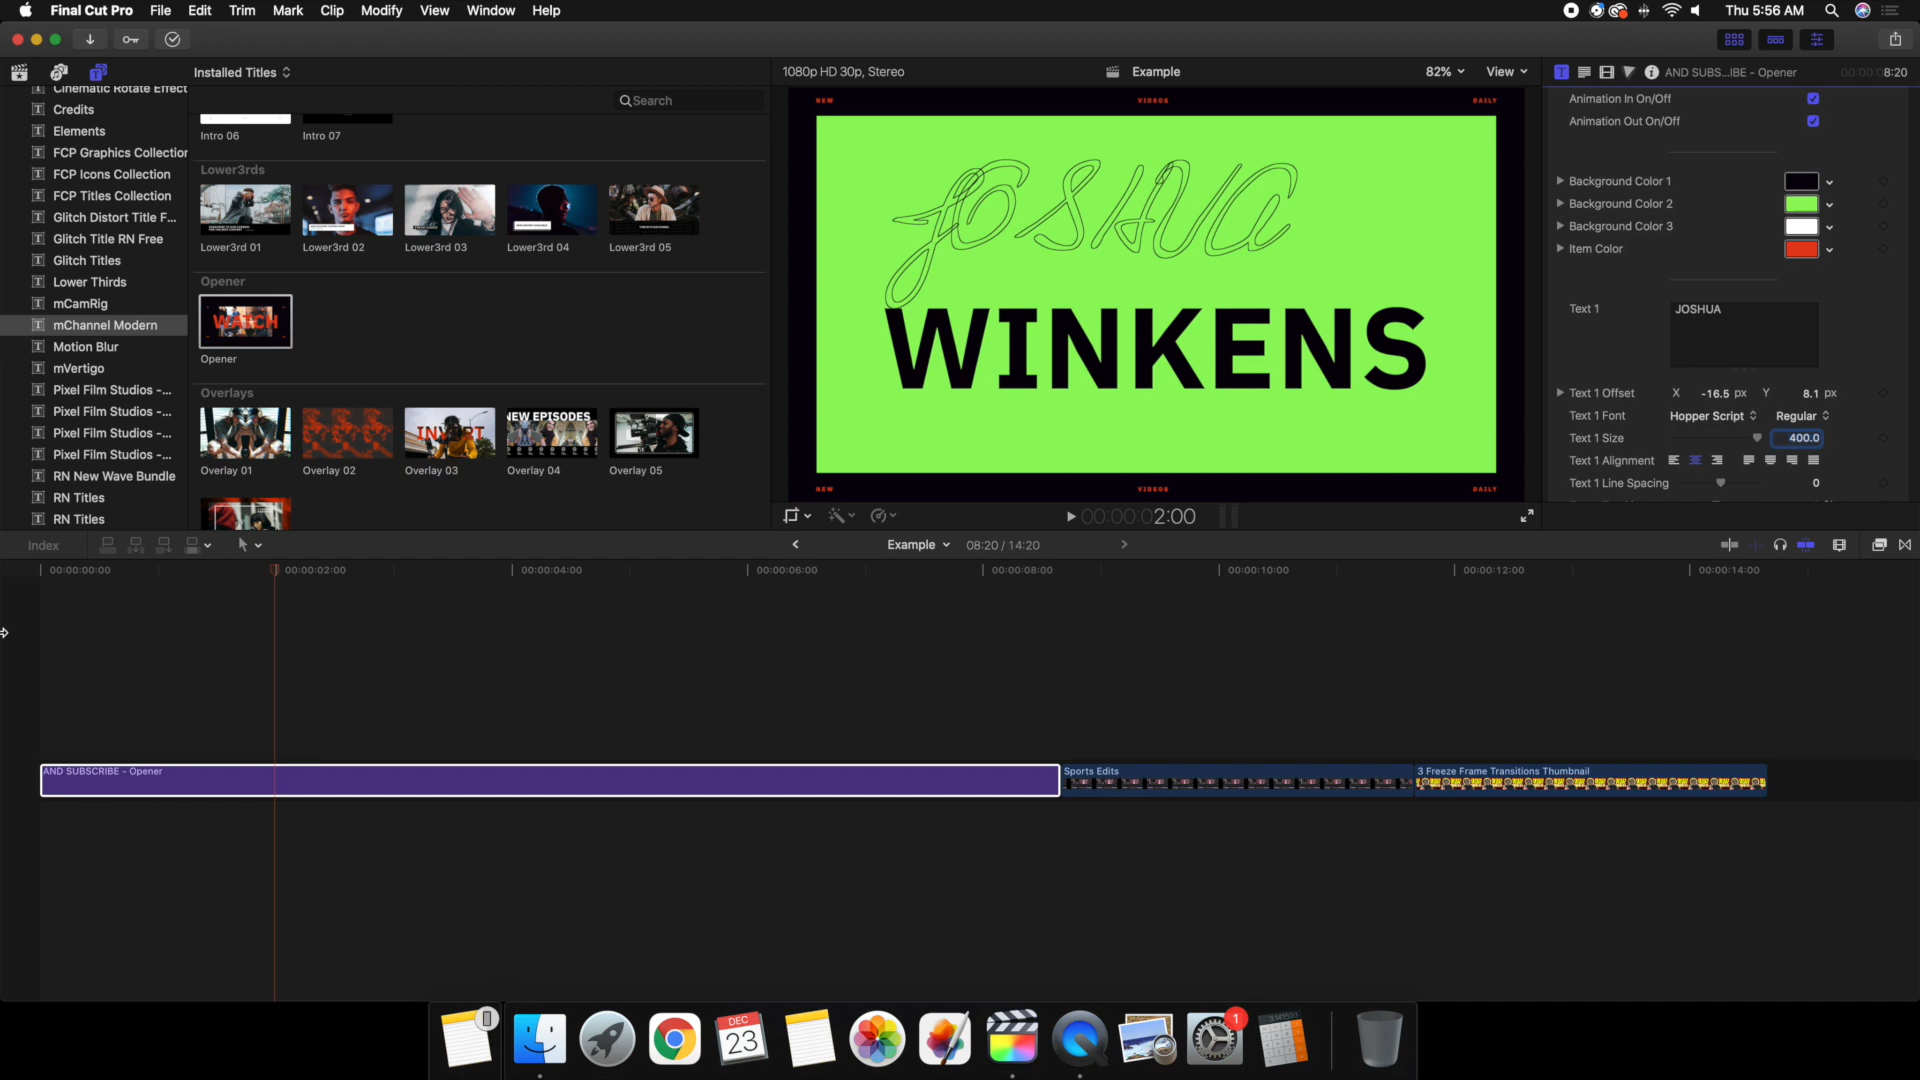 Final Cut Pro File Edit Trim Mark Clip Modify View Window Help Thu 5:56 AM
Installed Titles
1080p HD 30p, Stereo Example 82% View
AND SUBS...IBE - Opener 00:00:08:20
Search
Cinematic Rotate Effect
Credits
Elements
FCP Graphics Collection
FCP Icons Collection
FCP Titles Collection
Glitch Distort Title F...
Glitch Title RN Free
Glitch Titles
Lower Thirds
mCamRig
mChannel Modern
Motion Blur
mVertigo
Pixel Film Studios -...
Pixel Film Studios -...
Pixel Film Studios -...
Pixel Film Studios -...
RN New Wave Bundle
RN Titles
RN Titles
Intro 06 Intro 07
Lower3rds
Lower3rd 01 Lower3rd 02 Lower3rd 03 Lower3rd 04 Lower3rd 05
Opener
WATCH
Opener
Overlays
INVERT
NEW EPISODES
Overlay 01 Overlay 02 Overlay 03 Overlay 04 Overlay 05
NEW VIDEOS DAILY
JOSHUA
WINKENS
NEW VIDEOS DAILY
00:00:02:00
Animation In On/Off
Animation Out On/Off
Background Color 1
Background Color 2
Background Color 3
Item Color
Text 1 JOSHUA
Text 1 Offset X -16.5 px Y 8.1 px
Text 1 Font Hopper Script Regular
Text 1 Size 400.0
Text 1 Alignment
Text 1 Line Spacing 0
Index Example 08:20 / 14:20
00:00:00:00 00:00:02:00 00:00:04:00 00:00:06:00 00:00:08:00 00:00:10:00 00:00:12:00 00:00:14:00
AND SUBSCRIBE - Opener Sports Edits 3 Freeze Frame Transitions Thumbnail
DEC
23
1